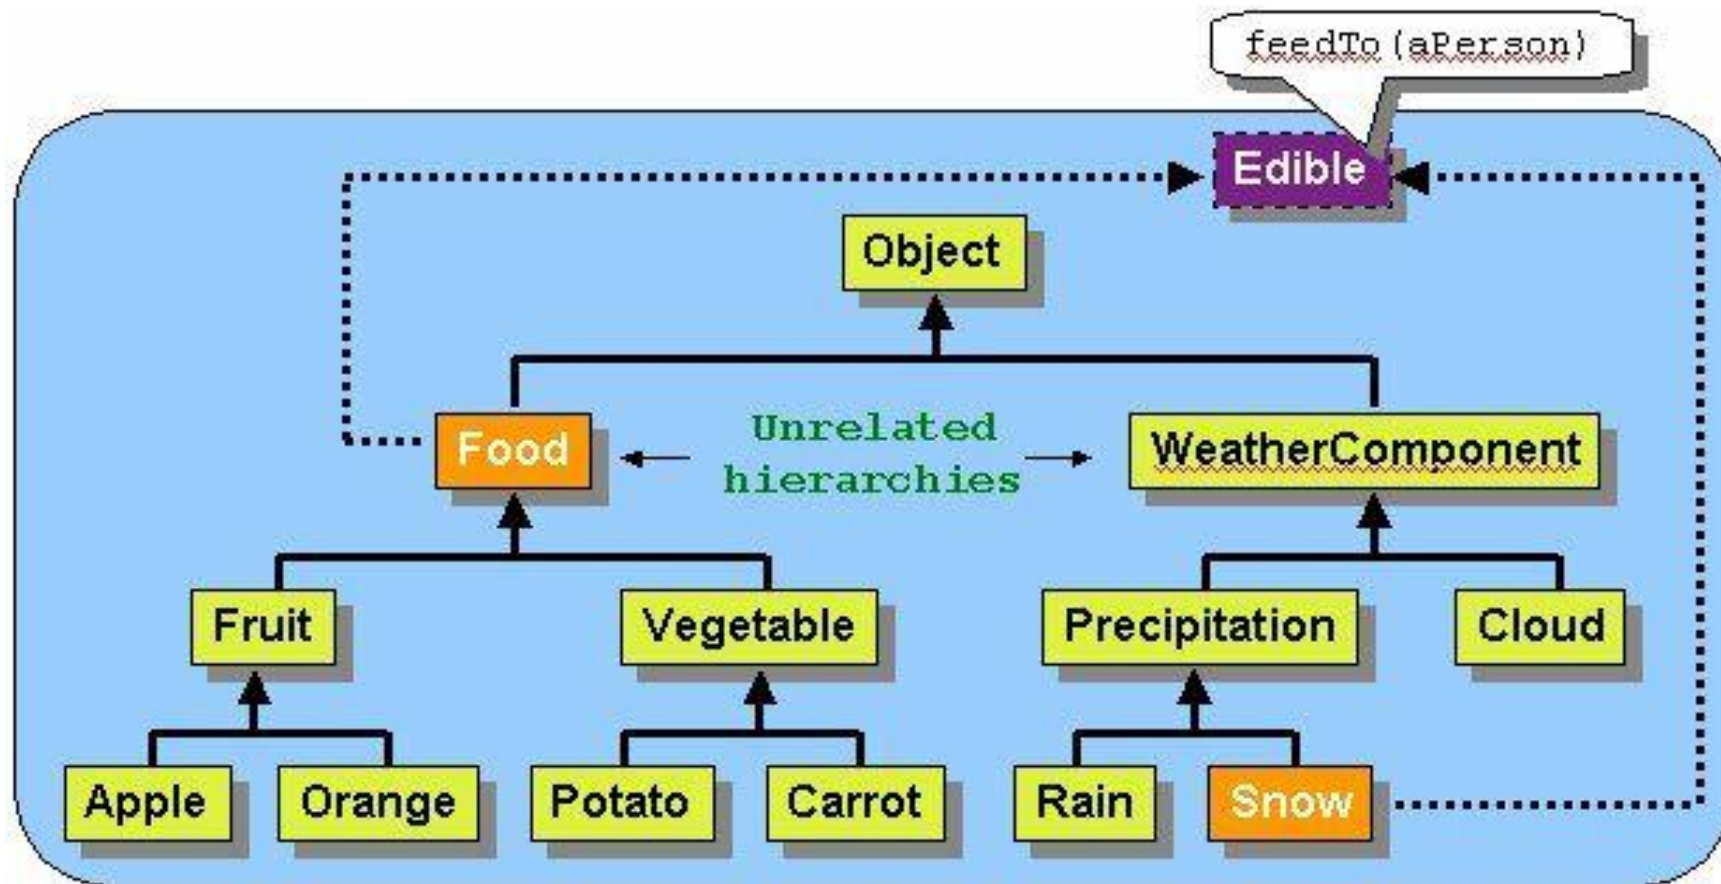 feedTo(aPerson)
Edible
Object
Food
Unrelated
hierarchies
WeatherComponent
Fruit
Vegetable
Precipitation
Cloud
Apple
Orange
Potato
Carrot
Rain
Snow